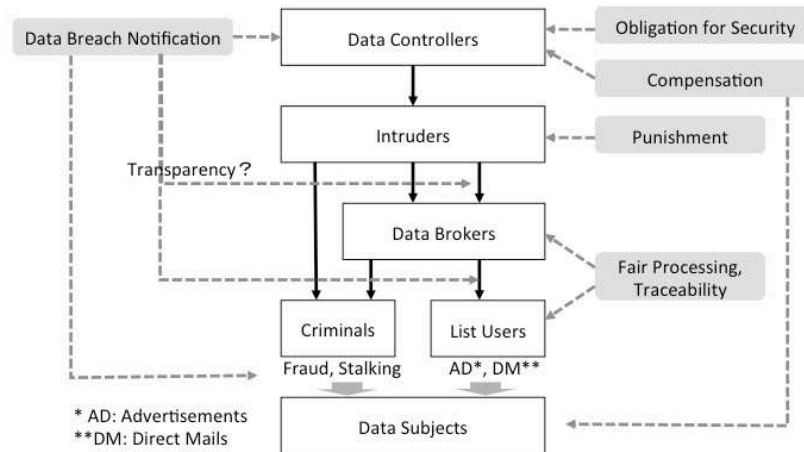 Data Breach Notification
Data Controllers
Obligation for Security
Compensation
Intruders
Punishment
Transparency?
Data Brokers
Fair Processing,
Traceability
Criminals
List Users
Fraud, Stalking
AD*, DM**
* AD: Advertisements
**DM: Direct Mails
Data Subjects